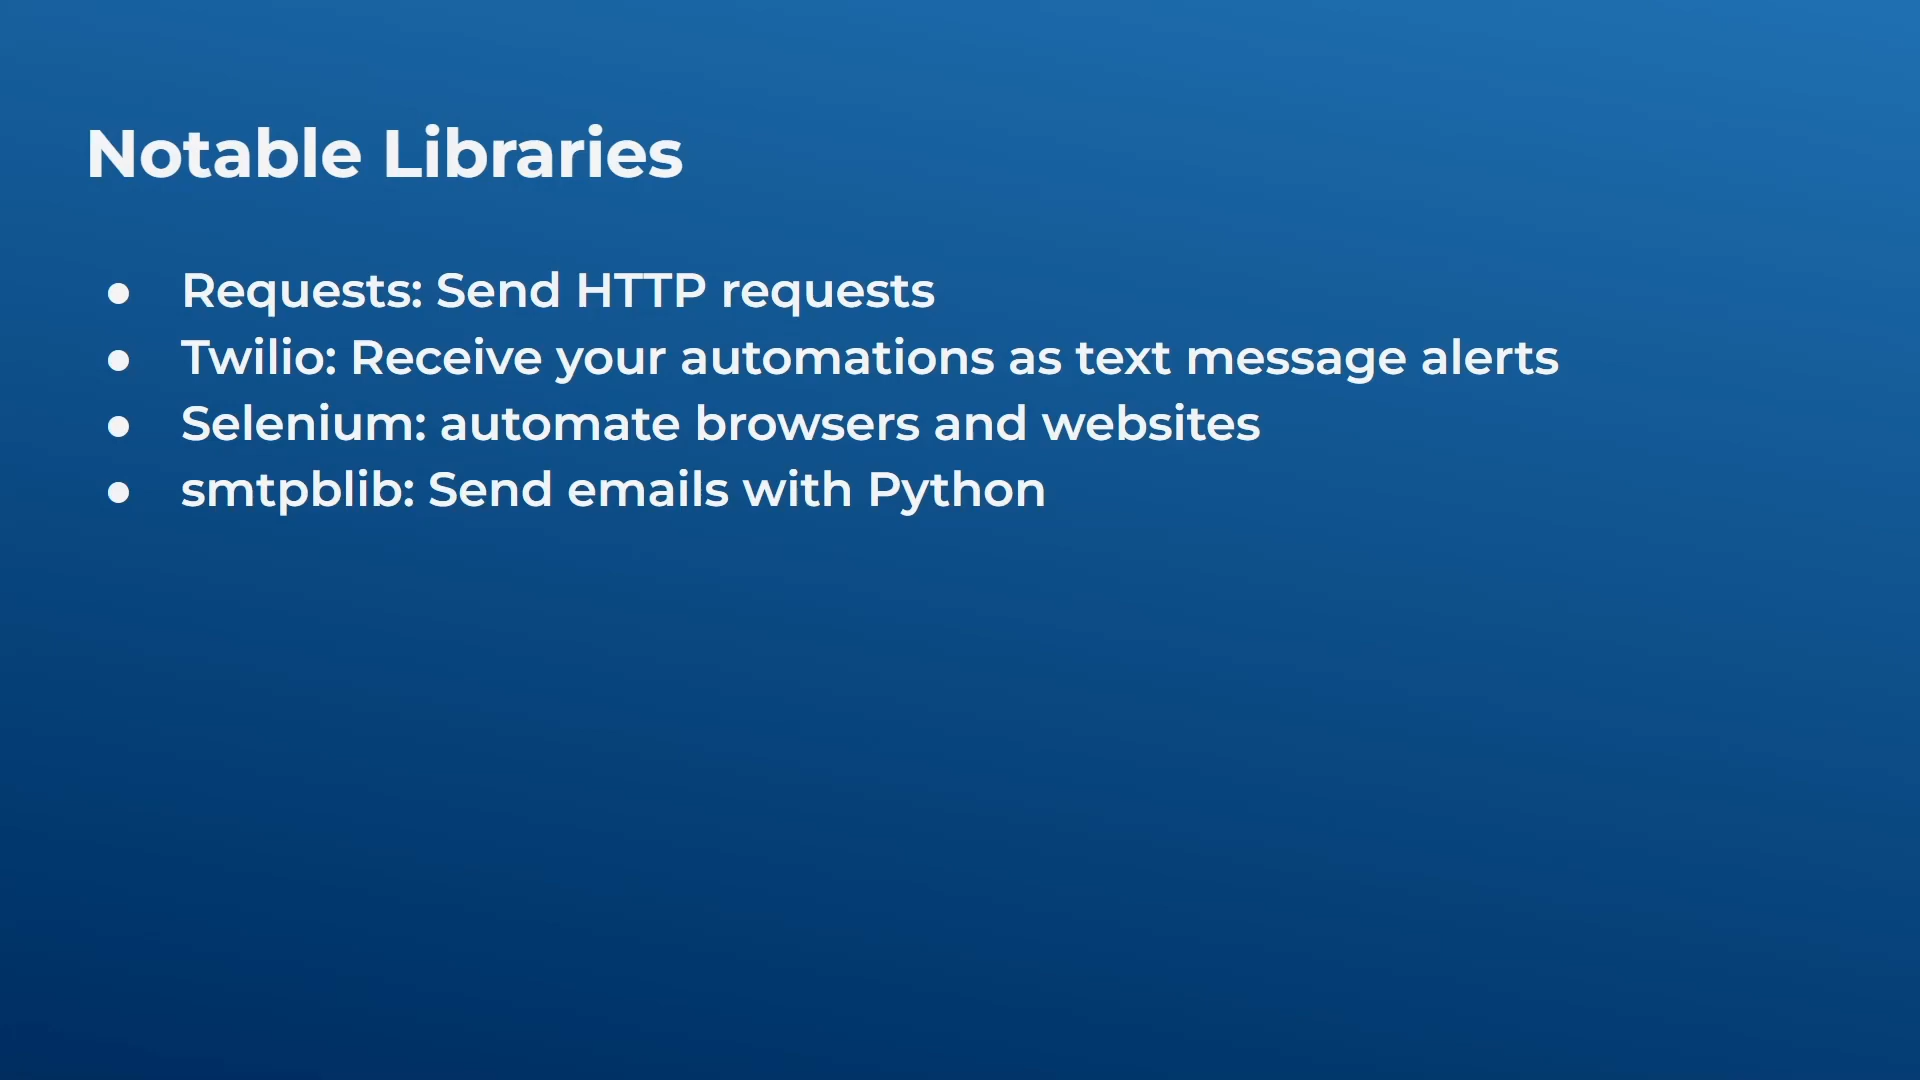 Notable Libraries
● Requests: Send HTTP requests
● Twilio: Receive your automations as text message alerts
● Selenium: automate browsers and websites
● smtpblib: Send emails with Python